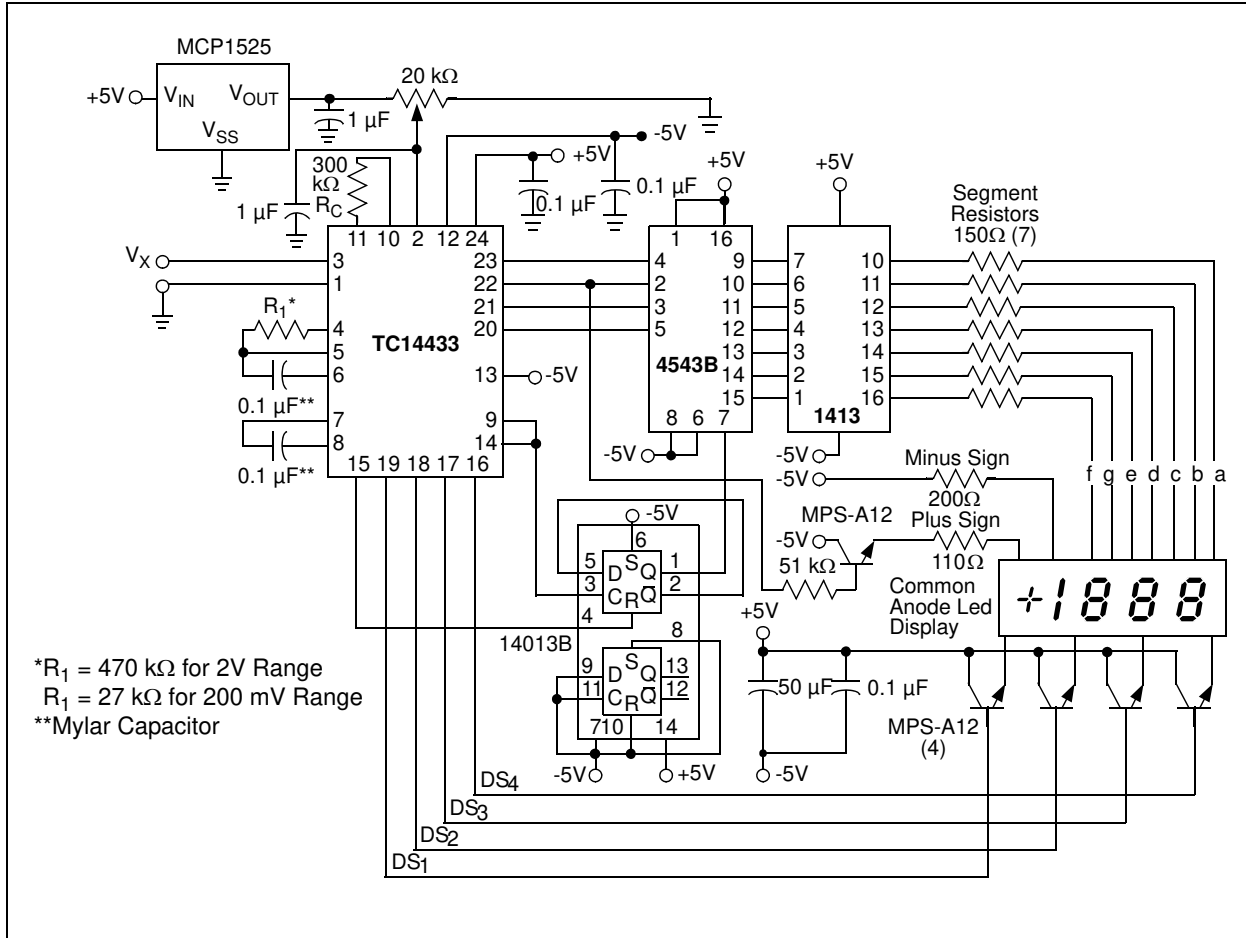 MCP1525
+5V
VIN
VOUT
VSS
1 µF
20 kΩ
-5V
+5V
300 kΩ
RC
1 µF
0.1 µF
0.1 µF
+5V
+5V
Segment Resistors
150Ω (7)
11 10 2 12 24
VX
3
1
R1*
4
5
6
0.1 µF**
7
8
0.1 µF**
TC14433
23
22
21
20
13
-5V
9
14
15 19 18 17 16
1 16
4
2
3
5
4543B
9
10
11
12
13
14
15
8 6 7
-5V
7
6
5
4
3
2
1
1413
10
11
12
13
14
15
16
-5V
-5V
Minus Sign
200Ω
f g e d c b a
MPS-A12
-5V
Plus Sign
110Ω
51 kΩ
Common Anode Led Display
+1888
-5V
6
5 D S Q 1
3 C R Q 2
4
14013B
8
9 D S Q 13
11 C R Q 12
7 10 14
-5V
+5V
+5V
50 µF
0.1 µF
-5V
MPS-A12
(4)
*R1 = 470 kΩ for 2V Range
R1 = 27 kΩ for 200 mV Range
**Mylar Capacitor
DS4
DS3
DS2
DS1